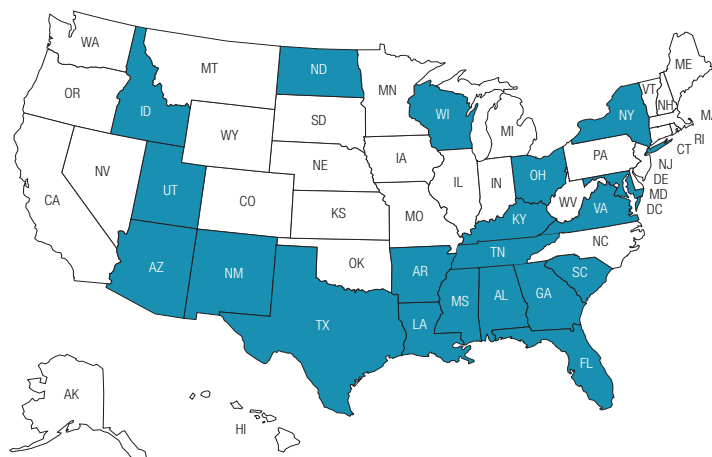 WA
MT
ND
MN
ME
VT
NH
OR
ID
SD
WI
MI
NY
MA
RI
CT
WY
NE
IA
PA
NJ
NV
UT
CO
KS
MO
IL
IN
OH
WV
VA
DE
MD
DC
CA
AZ
NM
OK
AR
KY
TN
NC
SC
TX
LA
MS
AL
GA
FL
AK
HI